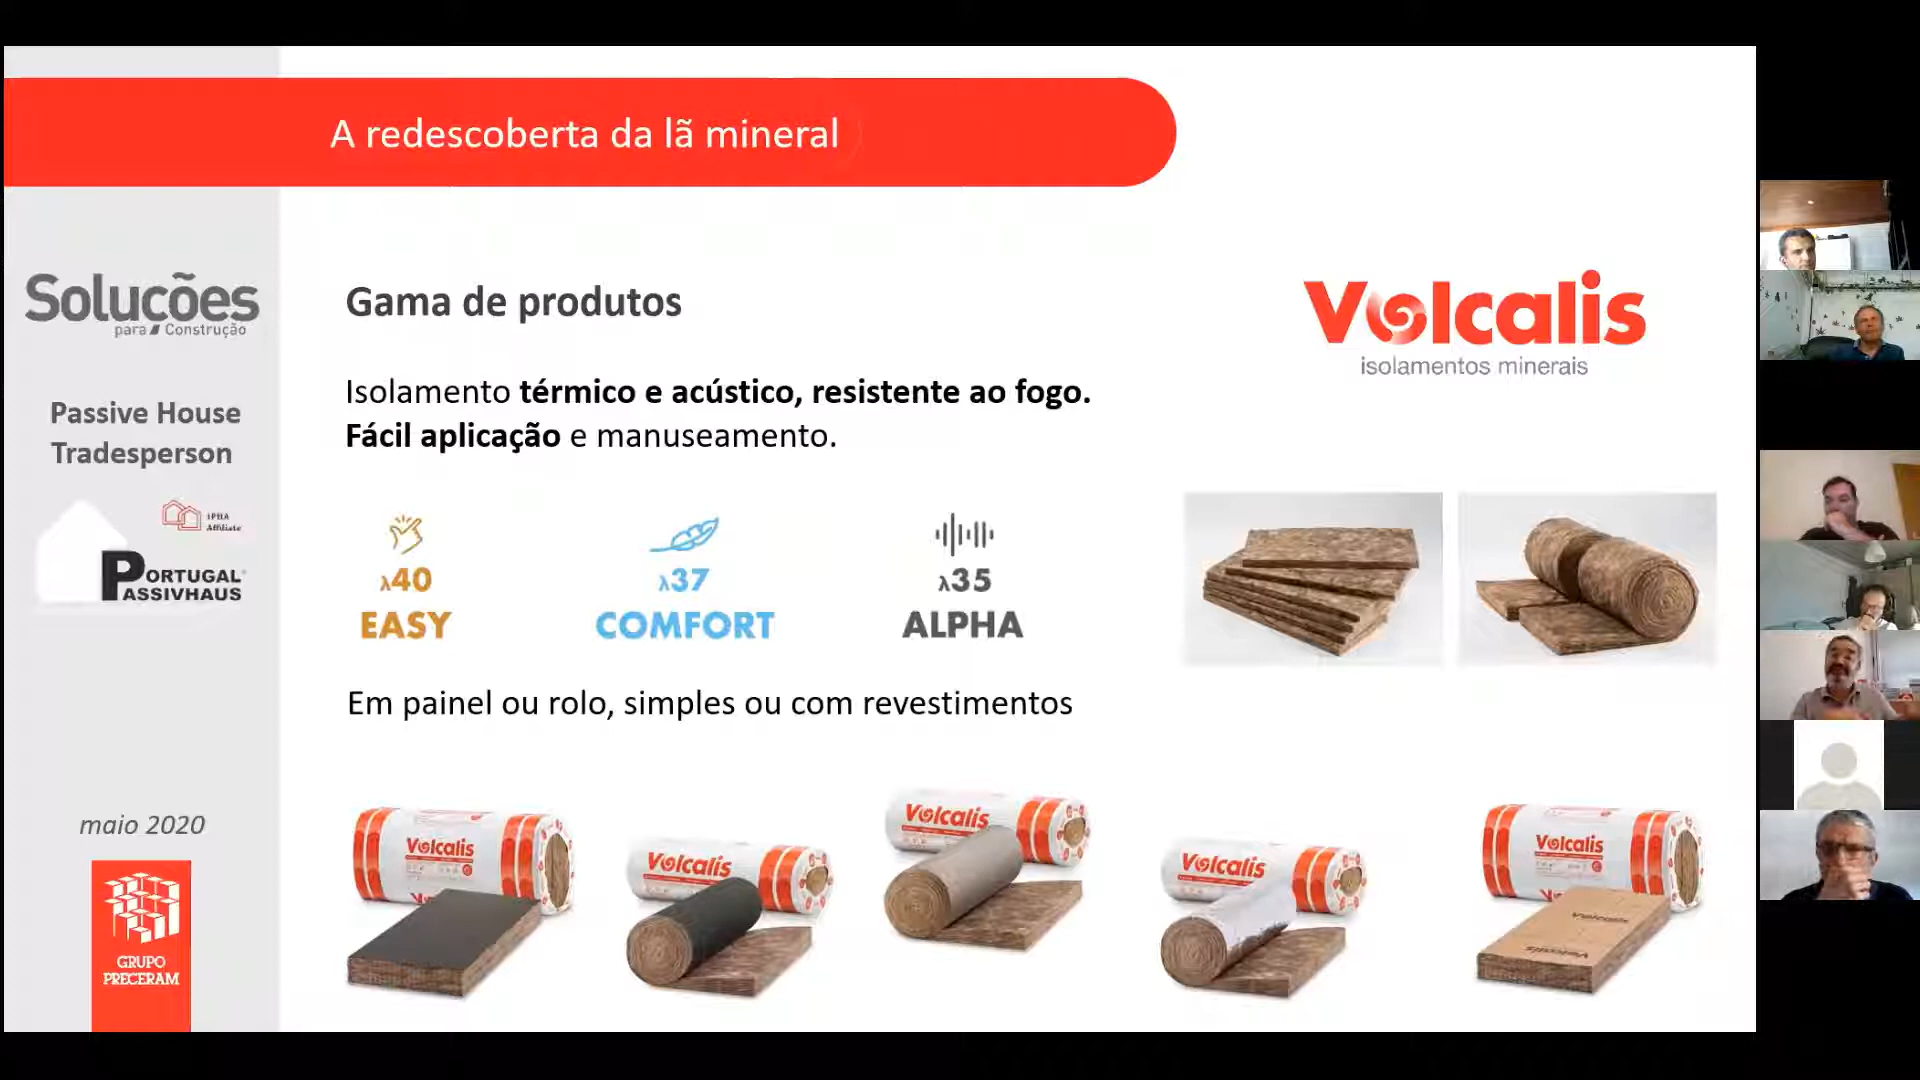 A redescoberta da lã mineral
Soluções
para Construção
Passive House
Tradesperson
iPHA
Affiliate
PORTUGAL
PASSIVHAUS
maio 2020
GRUPO
PRECERAM
Gama de produtos
Volcalis
isolamentos minerais
Isolamento térmico e acústico, resistente ao fogo.
Fácil aplicação e manuseamento.
λ40
EASY
λ37
COMFORT
λ35
ALPHA
Em painel ou rolo, simples ou com revestimentos
Volcalis
Volcalis
Volcalis
Volcalis
Volcalis
Volcalis
Volcalis